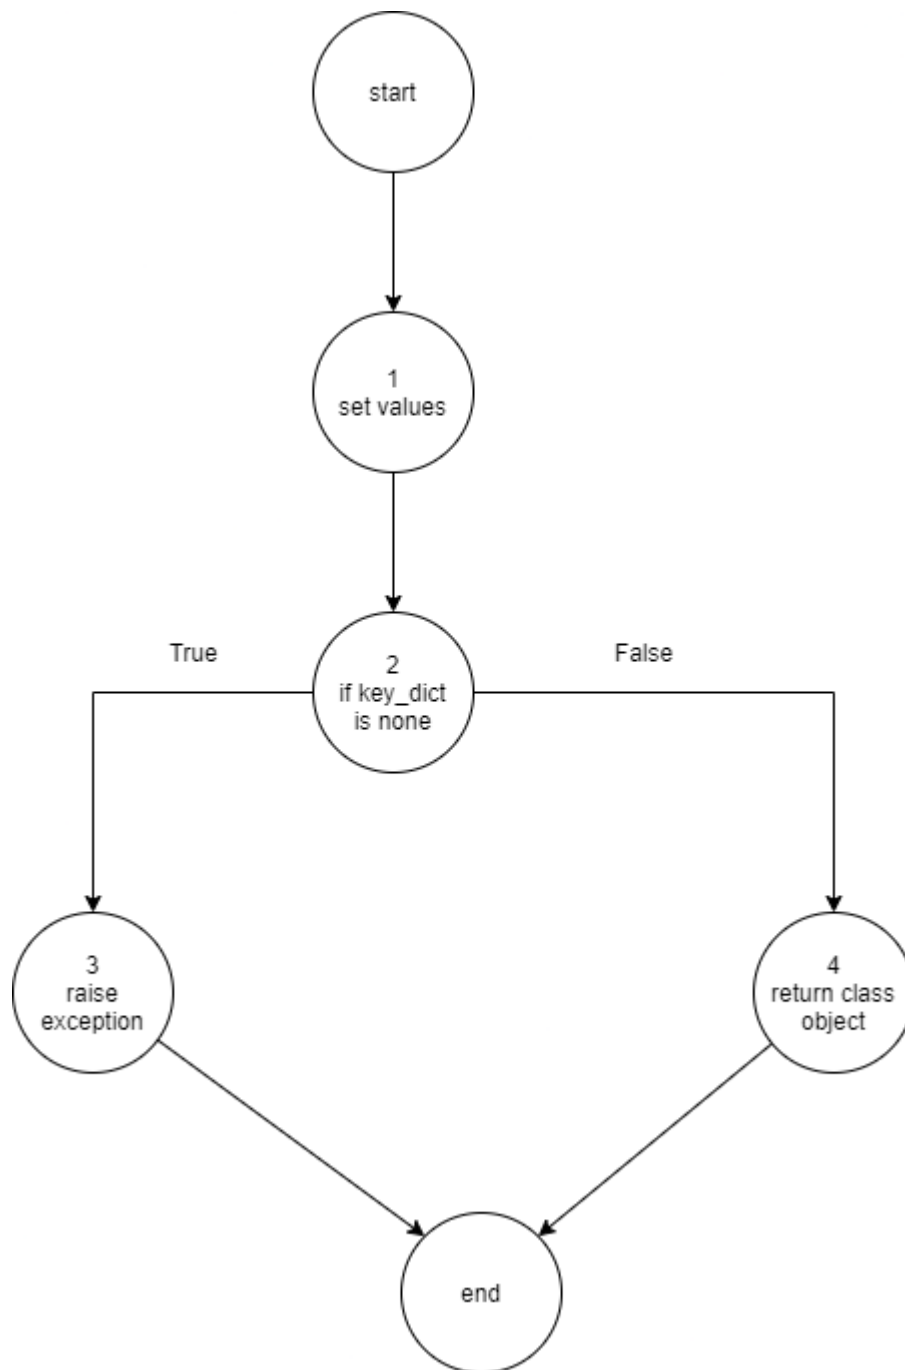 start
1
set values
True
False
2
if key_dict
is none
3
raise
exception
4
return class
object
end